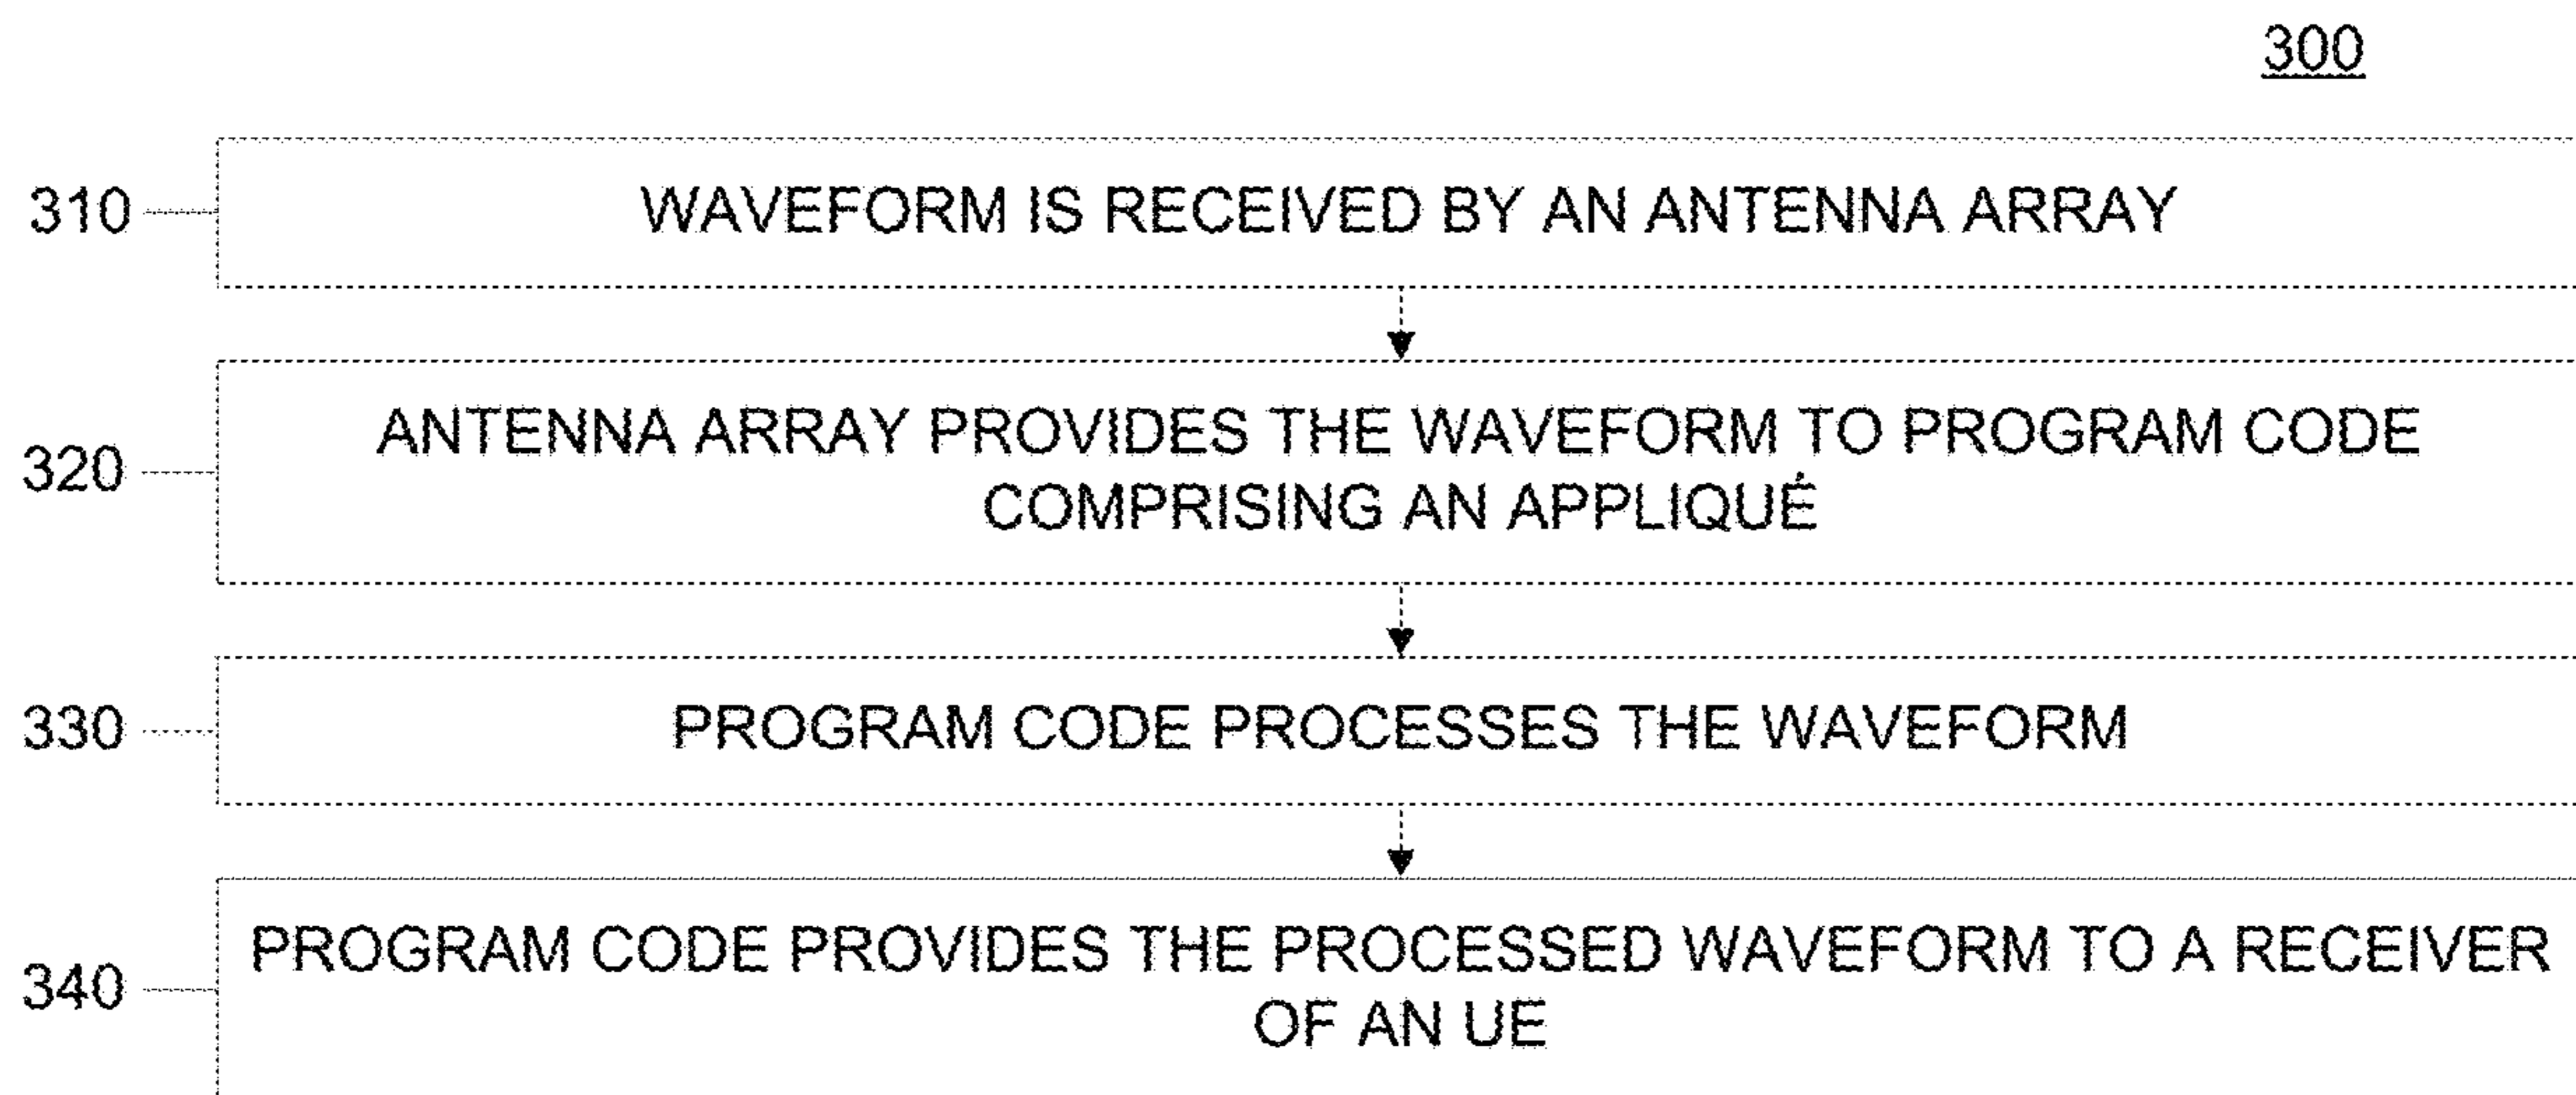 300
310
WAVEFORM IS RECEIVED BY AN ANTENNA ARRAY
320
ANTENNA ARRAY PROVIDES THE WAVEFORM TO PROGRAM CODE
COMPRISING AN APPLIQUÉ
330
PROGRAM CODE PROCESSES THE WAVEFORM
340
PROGRAM CODE PROVIDES THE PROCESSED WAVEFORM TO A RECEIVER
OF AN UE